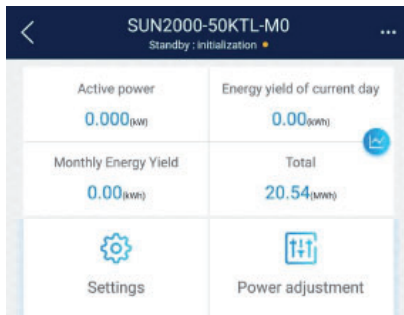 SUN2000-50KTL-M0
Standby : initialization
Active power
Energy yield of current day
0.000(kW)
0.00(kWh)
Monthly Energy Yield
Total
0.00(kWh)
20.54(MWh)
Settings
Power adjustment